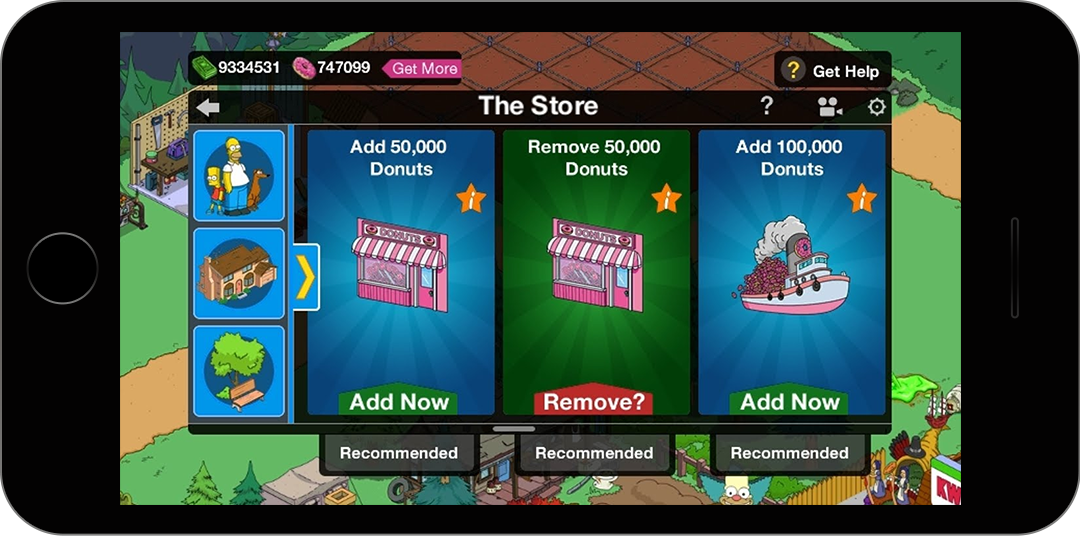 9334531 747099 Get More
? Get Help
The Store ?
Add 50,000
Donuts
Remove 50,000
Donuts
Add 100,000
Donuts
i
i
i
DONUTS
DONUTS
Add Now
Remove?
Add Now
Recommended
Recommended
Recommended
KW